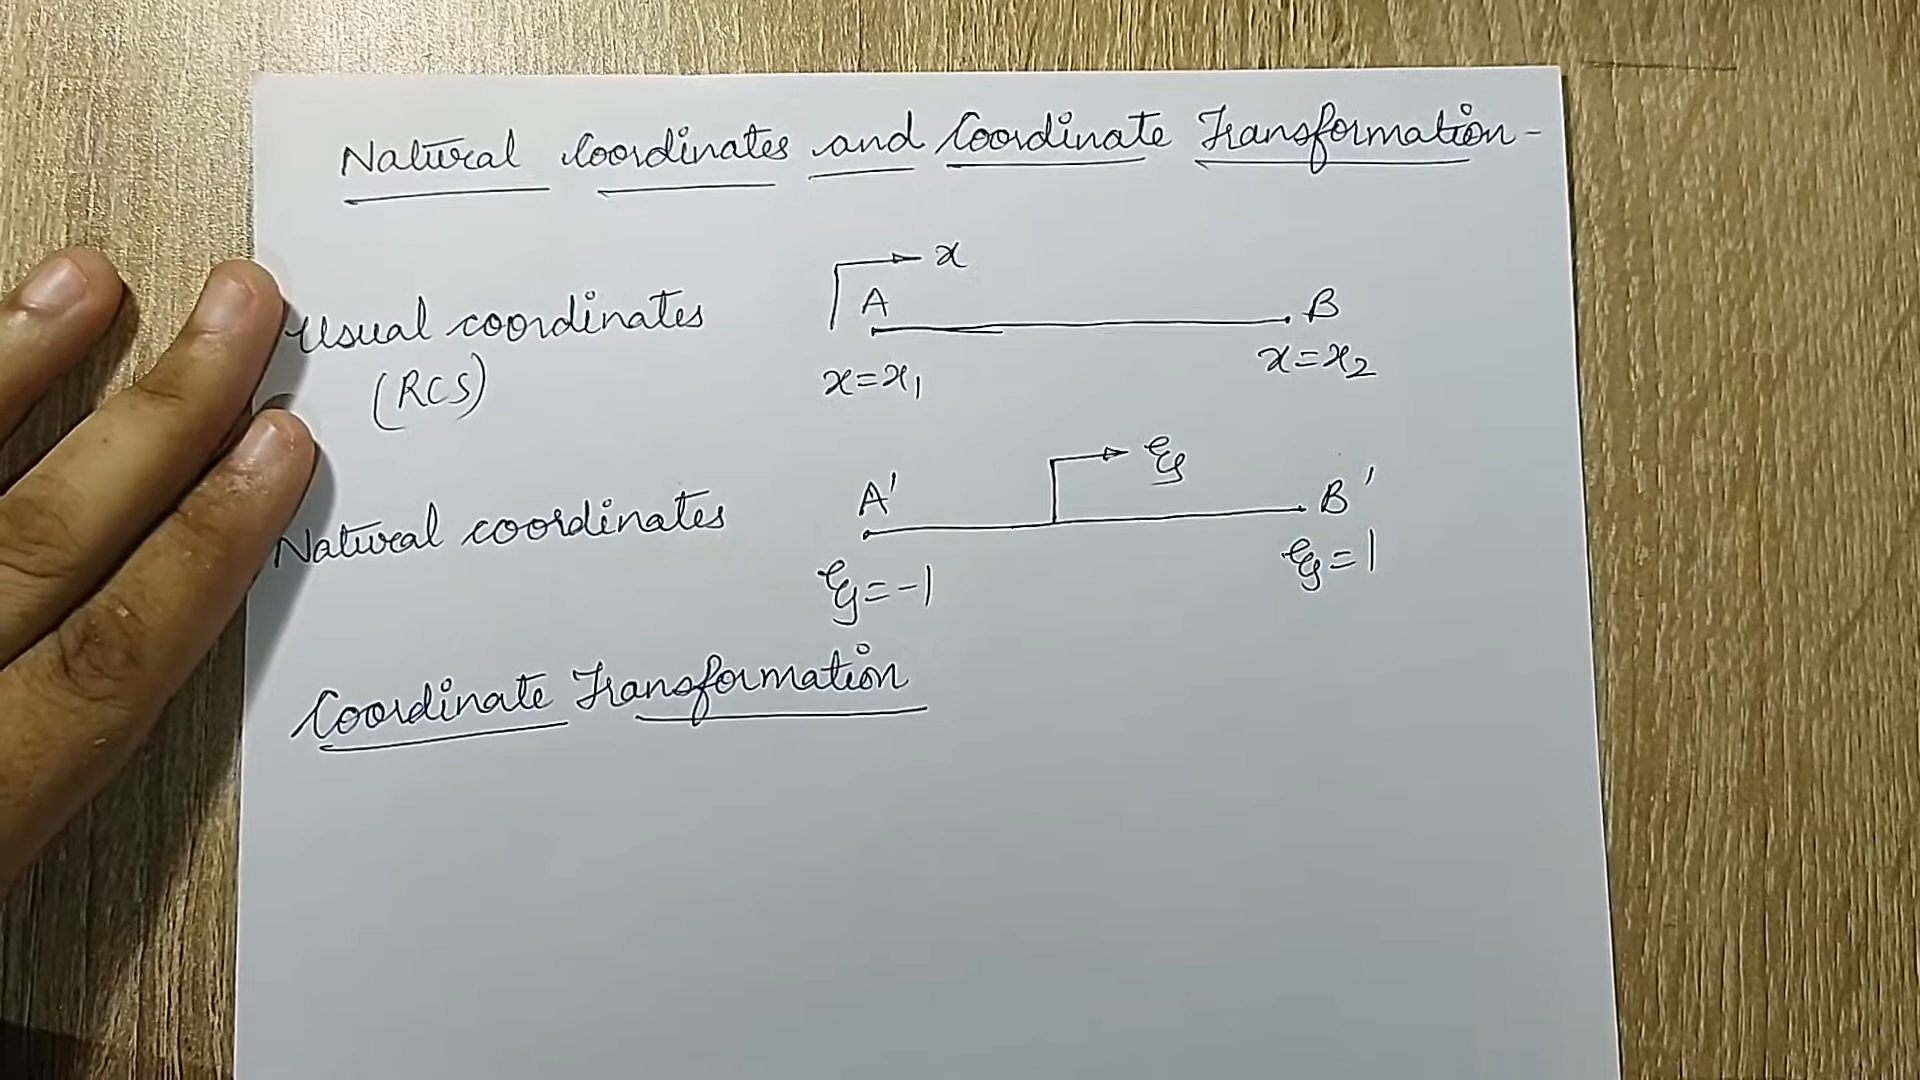 Natural Coordinates and Coordinate Transformation -
x
A
B
Usual coordinates
(RCS)
x=x₁
x=x₂
ξ
A'
B'
Natural coordinates
ξ=-1
ξ=1
Coordinate Transformation